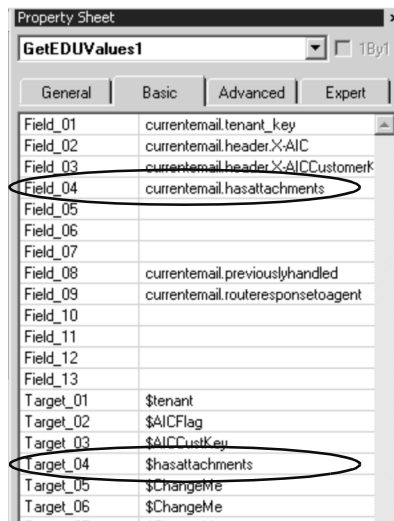 Property Sheet
GetEDUValues1 1By1
General Basic Advanced Expert
Field_01 currentemail.tenant_key
Field_02 currentemail.header.X-AIC
Field_03 currentemail.header.X-AICCustomerK
Field_04 currentemail.hasattachments
Field_05
Field_06
Field_07
Field_08 currentemail.previouslyhandled
Field_09 currentemail.routeresponsetoagent
Field_10
Field_11
Field_12
Field_13
Target_01 $tenant
Target_02 $AICFlag
Target_03 $AICCustKey
Target_04 $hasattachments
Target_05 $ChangeMe
Target_06 $ChangeMe